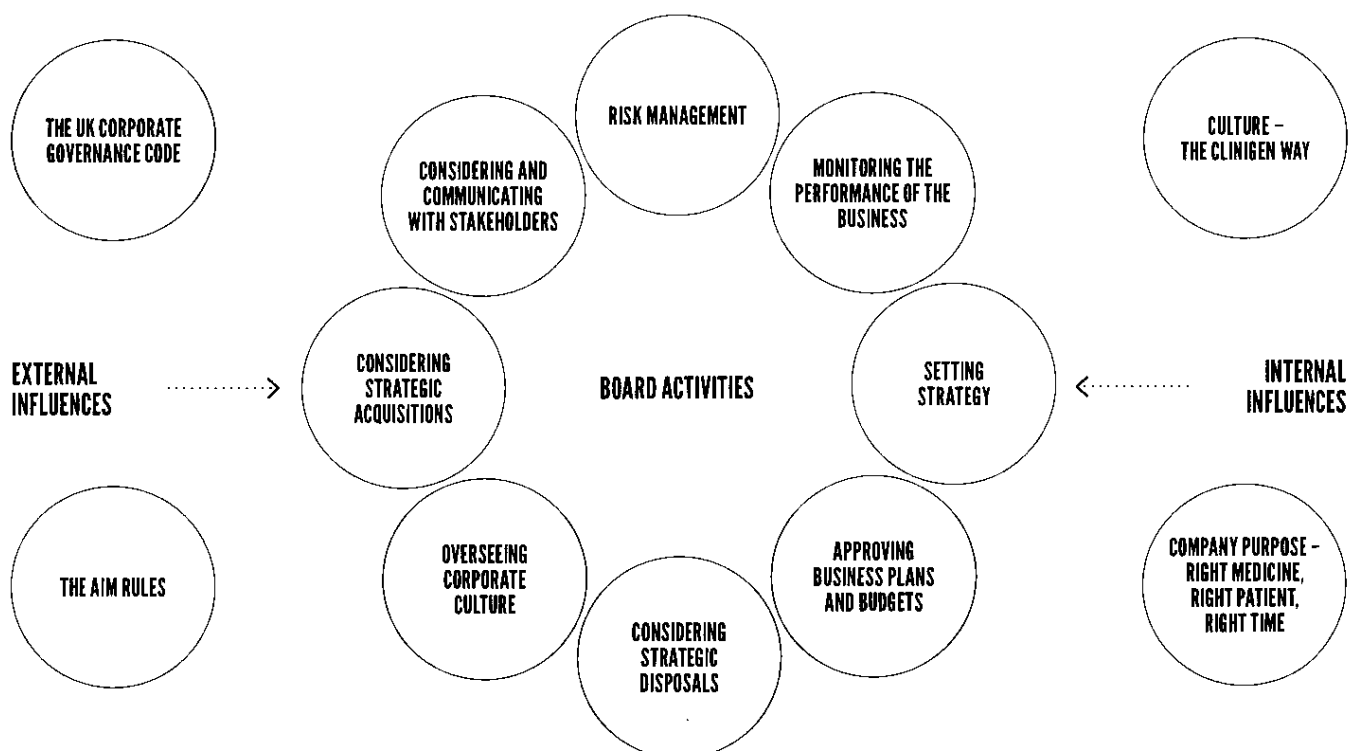 THE UK CORPORATE
GOVERNANCE CODE
EXTERNAL
INFLUENCES
THE AIM RULES
RISK MANAGEMENT
CONSIDERING AND
COMMUNICATING
WITH STAKEHOLDERS
MONITORING THE
PERFORMANCE OF THE
BUSINESS
CONSIDERING
STRATEGIC
ACQUISITIONS
BOARD ACTIVITIES
SETTING
STRATEGY
OVERSEEING
CORPORATE
CULTURE
APPROVING
BUSINESS PLANS
AND BUDGETS
CONSIDERING
STRATEGIC
DISPOSALS
CULTURE –
THE CLINIGEN WAY
INTERNAL
INFLUENCES
COMPANY PURPOSE –
RIGHT MEDICINE,
RIGHT PATIENT,
RIGHT TIME